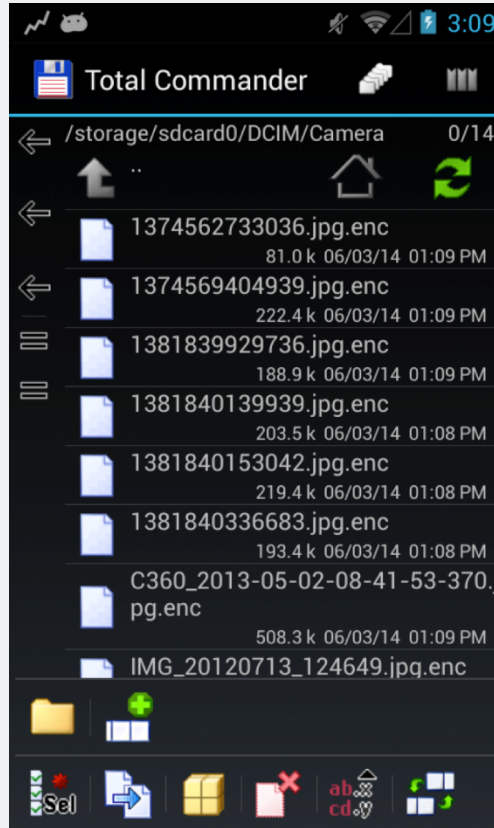 3:09
Total Commander
/storage/sdcard0/DCIM/Camera 0/14
..
1374562733036.jpg.enc
81.0 k 06/03/14 01:09 PM
1374569404939.jpg.enc
222.4 k 06/03/14 01:09 PM
1381839929736.jpg.enc
188.9 k 06/03/14 01:09 PM
1381840139939.jpg.enc
203.5 k 06/03/14 01:08 PM
1381840153042.jpg.enc
219.4 k 06/03/14 01:08 PM
1381840336683.jpg.enc
193.4 k 06/03/14 01:08 PM
C360_2013-05-02-08-41-53-370.j
pg.enc
508.3 k 06/03/14 01:09 PM
IMG_20120713_124649.jpg.enc
Sel
ab.xx
cd.yy